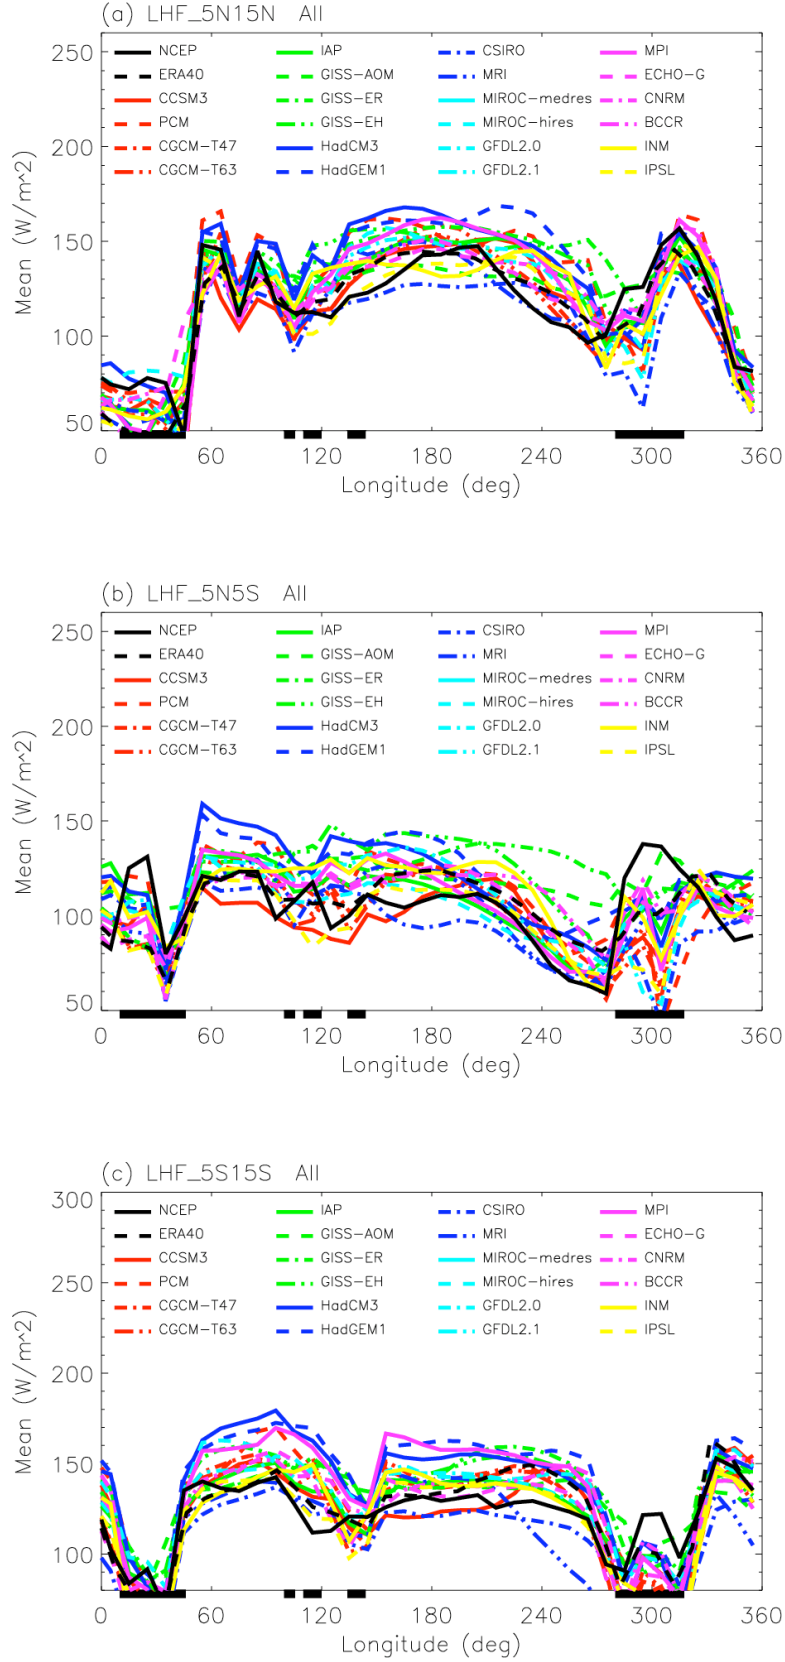 (a) LHF_5N15N All
250
200
150
100
50
Mean (W/m^2)
NCEP IAP CSIRO MPI
ERA40 GISS-AOM MRI ECHO-G
CCSM3 GISS-ER MIROC-medres CNRM
PCM GISS-EH MIROC-hires BCCR
CGCM-T47 HadCM3 GFDL2.0 INM
CGCM-T63 HadGEM1 GFDL2.1 IPSL
0 60 120 180 240 300 360
Longitude (deg)
(b) LHF_5N5S All
250
200
150
100
50
Mean (W/m^2)
NCEP IAP CSIRO MPI
ERA40 GISS-AOM MRI ECHO-G
CCSM3 GISS-ER MIROC-medres CNRM
PCM GISS-EH MIROC-hires BCCR
CGCM-T47 HadCM3 GFDL2.0 INM
CGCM-T63 HadGEM1 GFDL2.1 IPSL
0 60 120 180 240 300 360
Longitude (deg)
(c) LHF_5S15S All
300
250
200
150
100
Mean (W/m^2)
NCEP IAP CSIRO MPI
ERA40 GISS-AOM MRI ECHO-G
CCSM3 GISS-ER MIROC-medres CNRM
PCM GISS-EH MIROC-hires BCCR
CGCM-T47 HadCM3 GFDL2.0 INM
CGCM-T63 HadGEM1 GFDL2.1 IPSL
0 60 120 180 240 300 360
Longitude (deg)